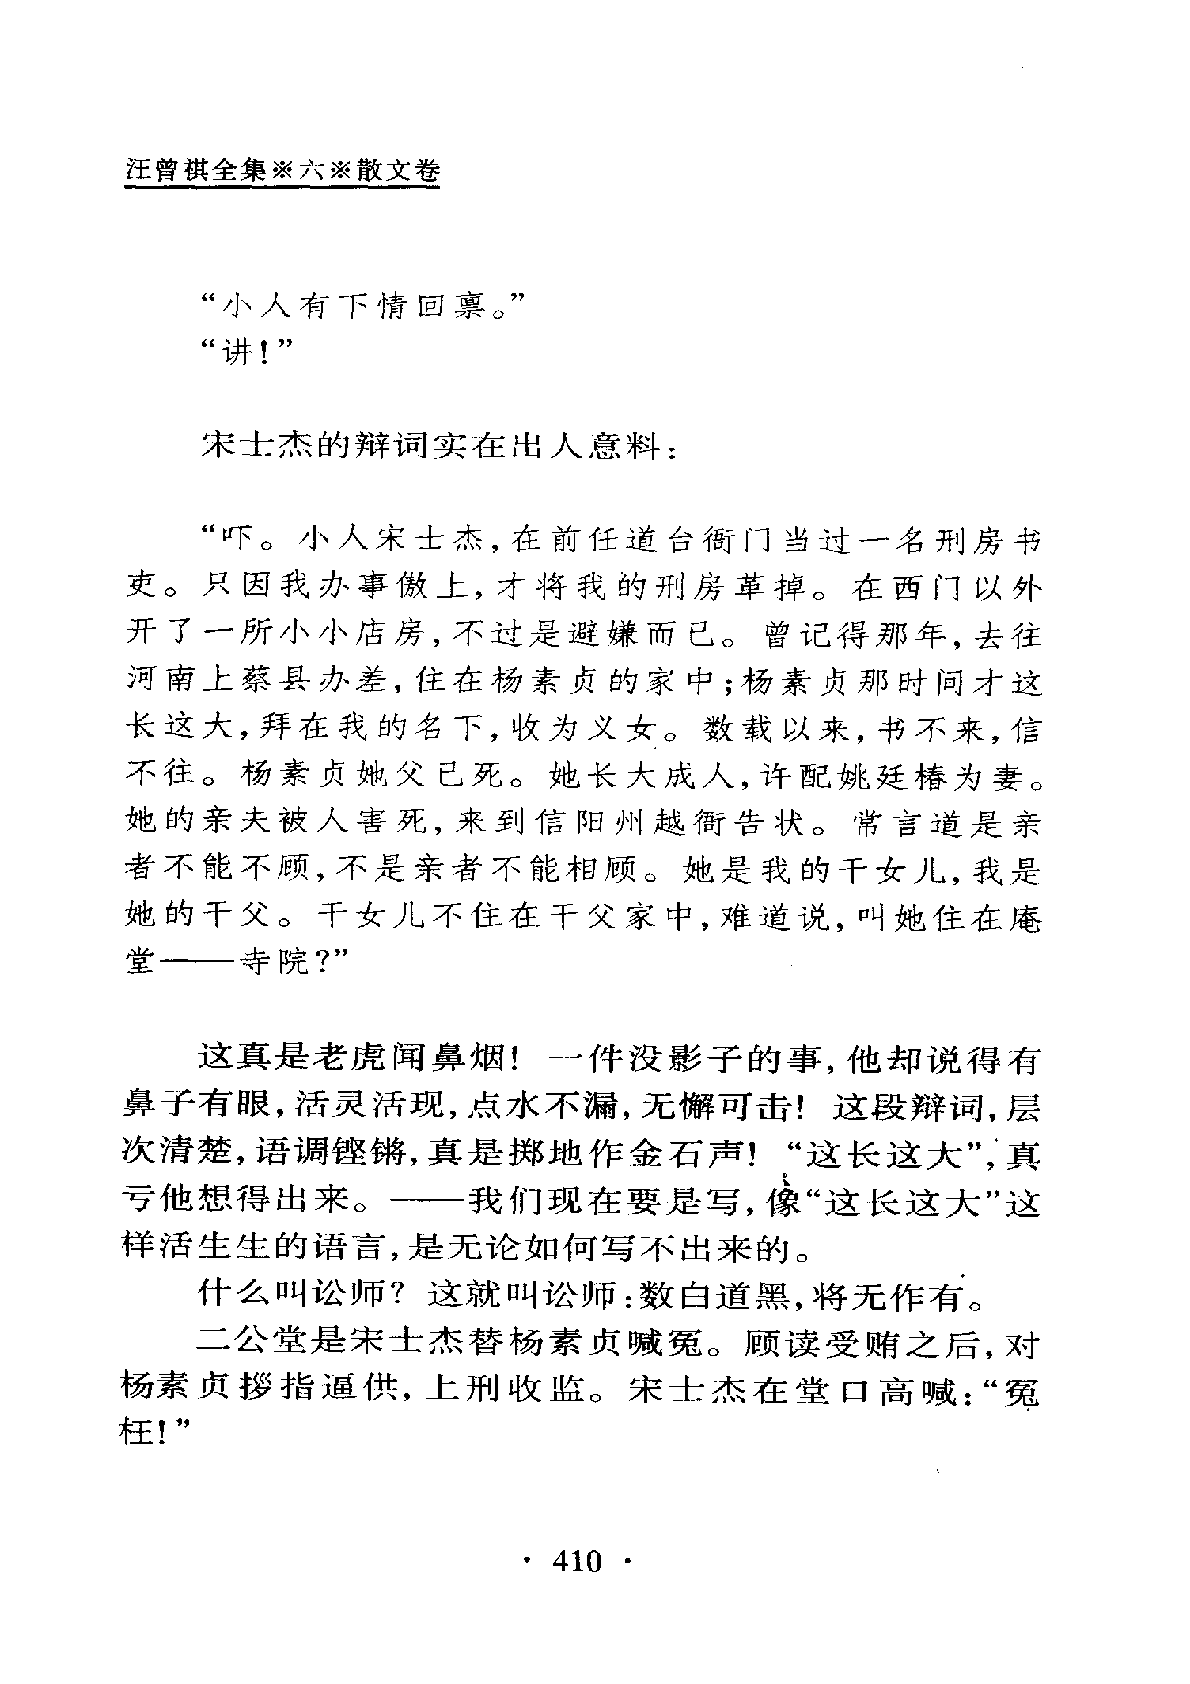 汪曾祺全集※六※散文卷
“小人有下情回禀。”
“讲!”
宋士杰的辩词实在出人意料:
“吓。小人宋士杰,在前任道台衙门当过一名刑房书
吏。只因我办事傲上,才将我的刑房革掉。在西门以外
开了一所小小店房,不过是避嫌而已。曾记得那年,去往
河南上蔡县办差,住在杨素贞的家中;杨素贞那时间才这
长这大,拜在我的名下,收为义女。数载以来,书不来,信
不往。杨素贞她父已死。她长大成人,许配姚廷椿为妻。
她的亲夫被人害死,来到信阳州越衙告状。常言道是亲
者不能不顾,不是亲者不能相顾。她是我的干女儿,我是
她的干父。干女儿不住在干父家中,难道说,叫她住在庵
堂——寺院?”
这真是老虎闻鼻烟! 一件没影子的事,他却说得有
鼻子有眼,活灵活现,点水不漏,无懈可击! 这段辩词,层
次清楚,语调铿锵,真是掷地作金石声! “这长这大”,真
亏他想得出来。——我们现在要是写,像“这长这大”这
样活生生的语言,是无论如何写不出来的。
什么叫讼师? 这就叫讼师:数白道黑,将无作有。
二公堂是宋士杰替杨素贞喊冤。顾读受贿之后,对
杨素贞拶指逼供,上刑收监。宋士杰在堂口高喊:“冤
枉!”
· 410 ·